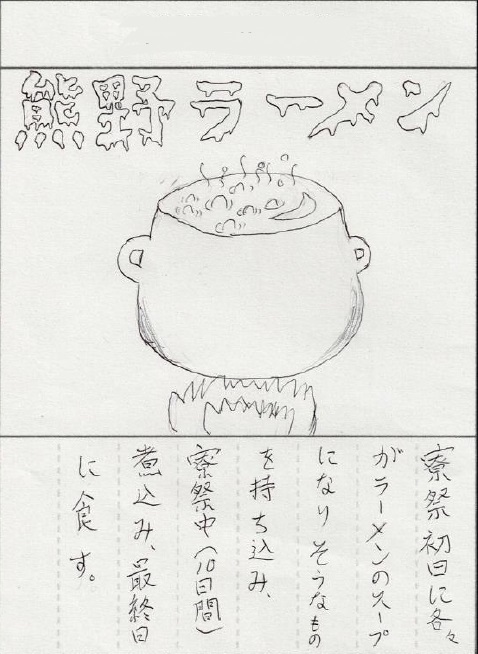 熊野ラーメン
寮祭初日に各々
がラーメンのスープ
になりそうなもの
を持ち込み、
寮祭中(10日間)
煮込み、最終日
に食す。